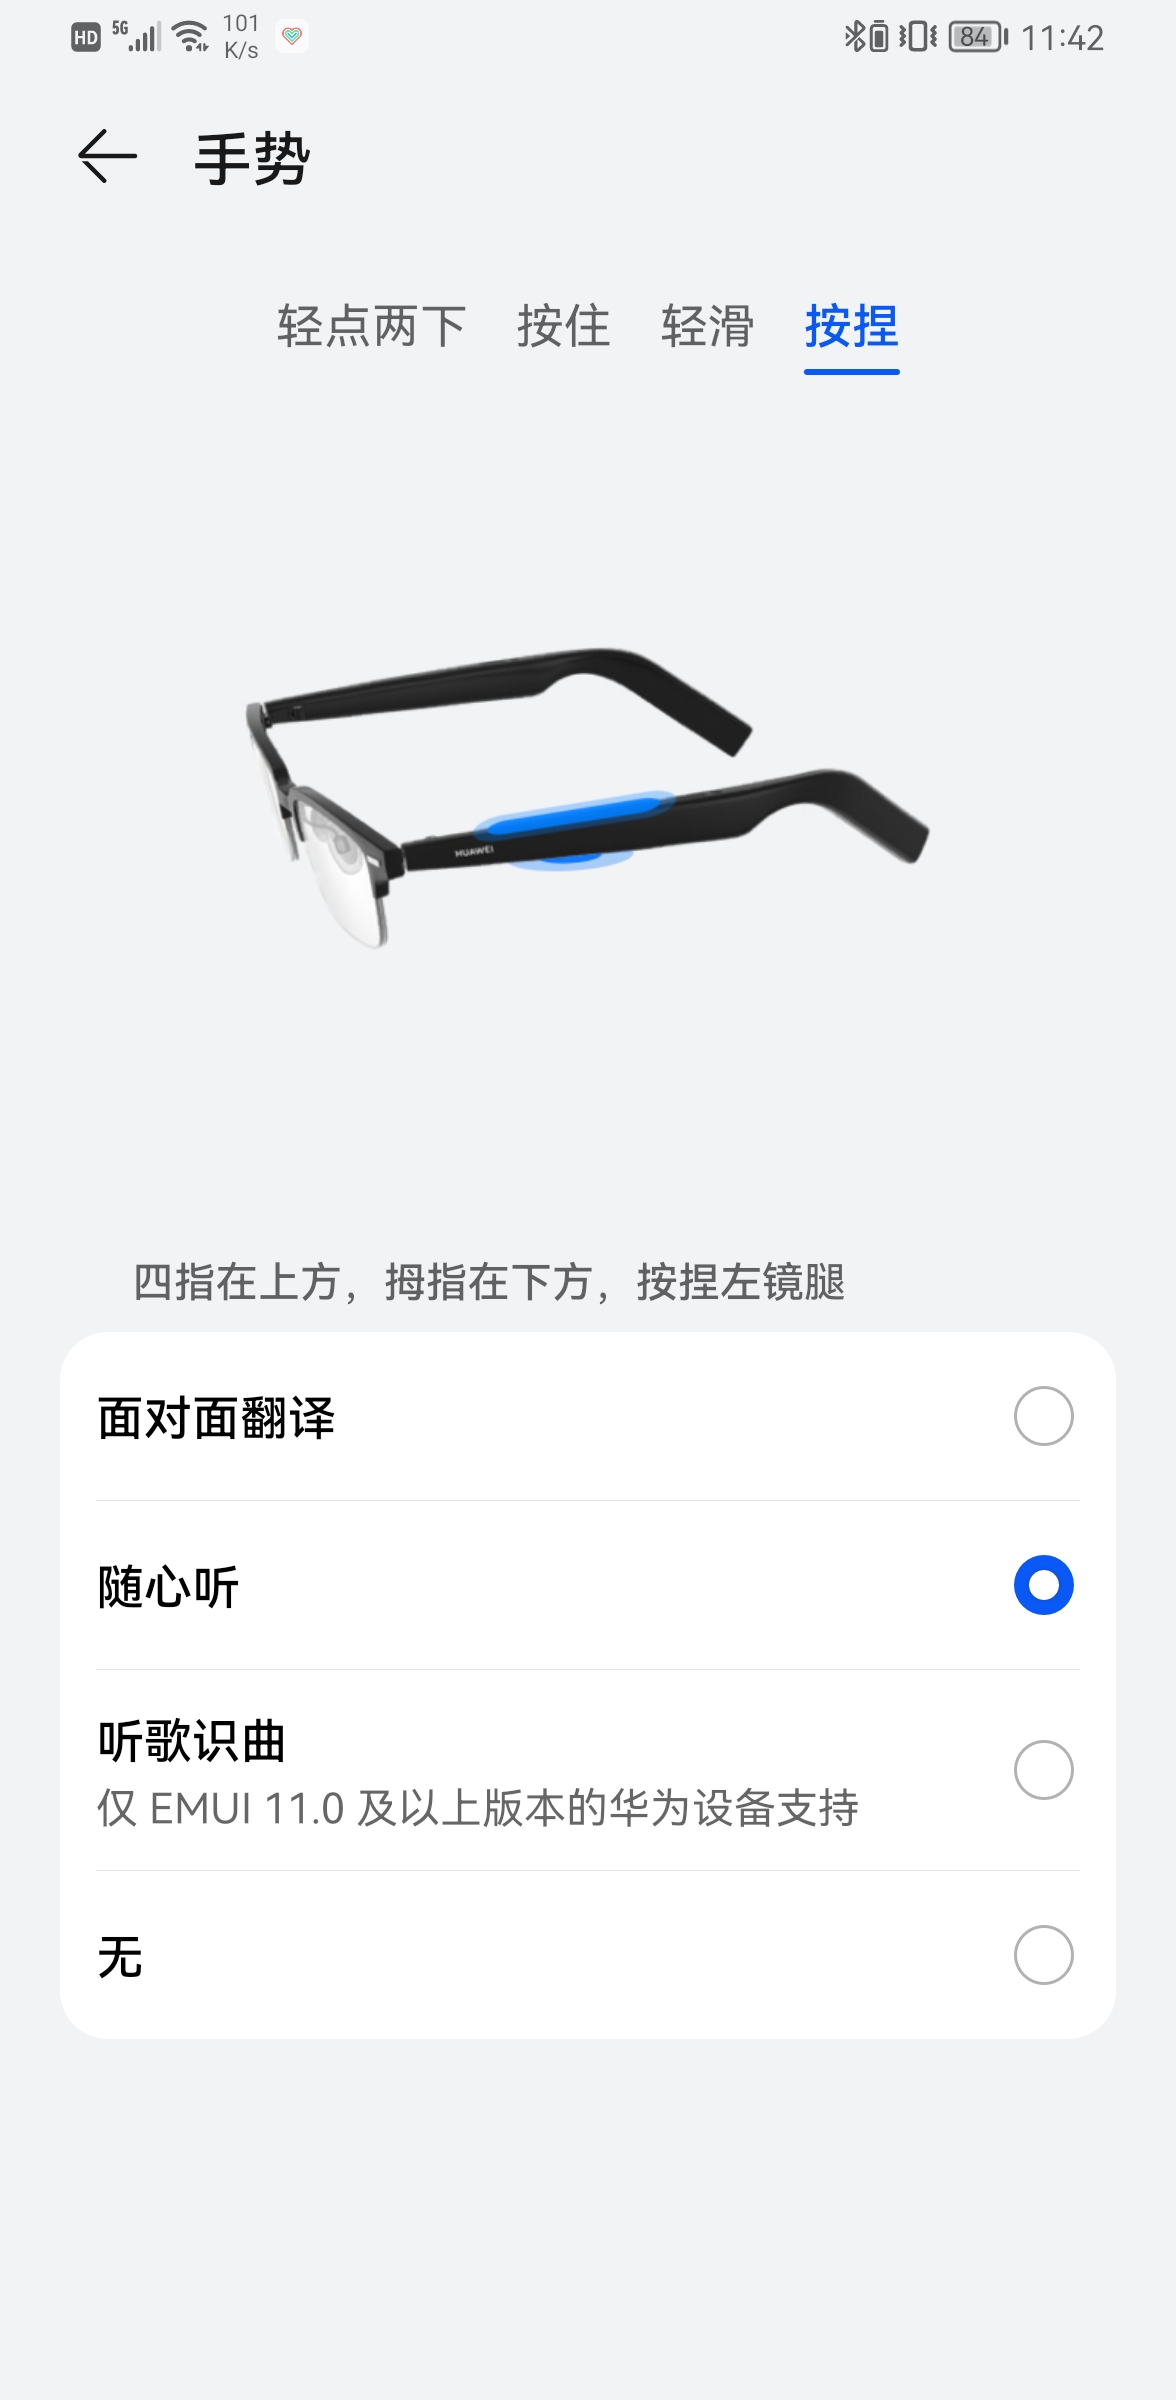 HD 5G 101 K/s 84 11:42
手势
轻点两下 按住 轻滑 按捏
HUAWEI
四指在上方，拇指在下方，按捏左镜腿
面对面翻译
随心听
听歌识曲
仅 EMUI 11.0 及以上版本的华为设备支持
无